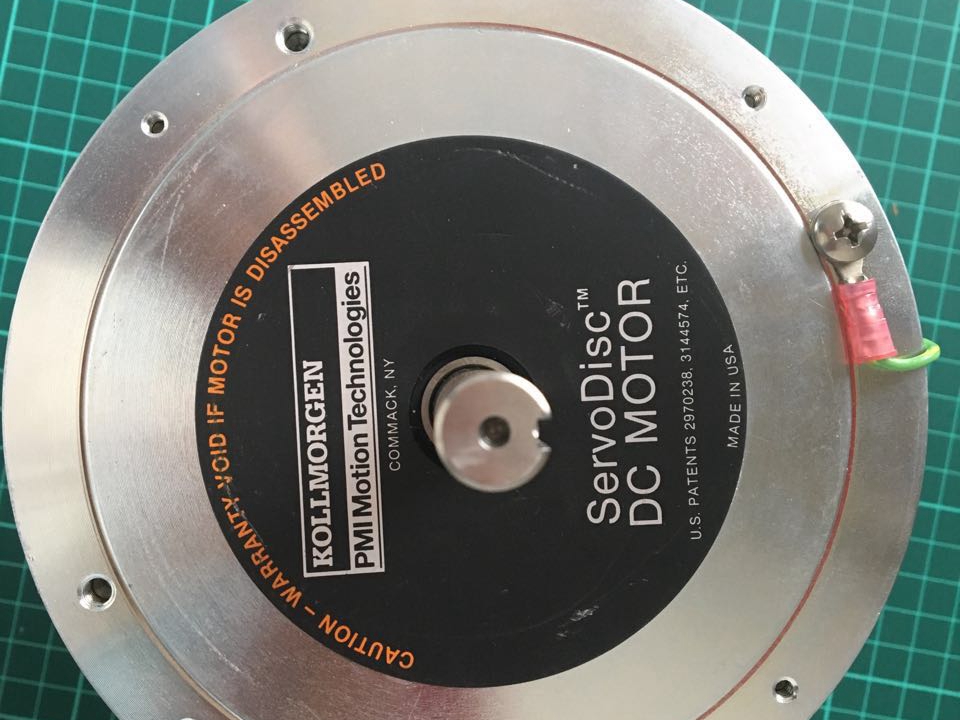 CAUTION – WARRANTY VOID IF MOTOR IS DISASSEMBLED
KOLLMORGEN
PMI Motion Technologies
COMMACK, NY
ServoDisc™
DC MOTOR
U.S. PATENTS 2970238, 3144574, ETC.
MADE IN USA